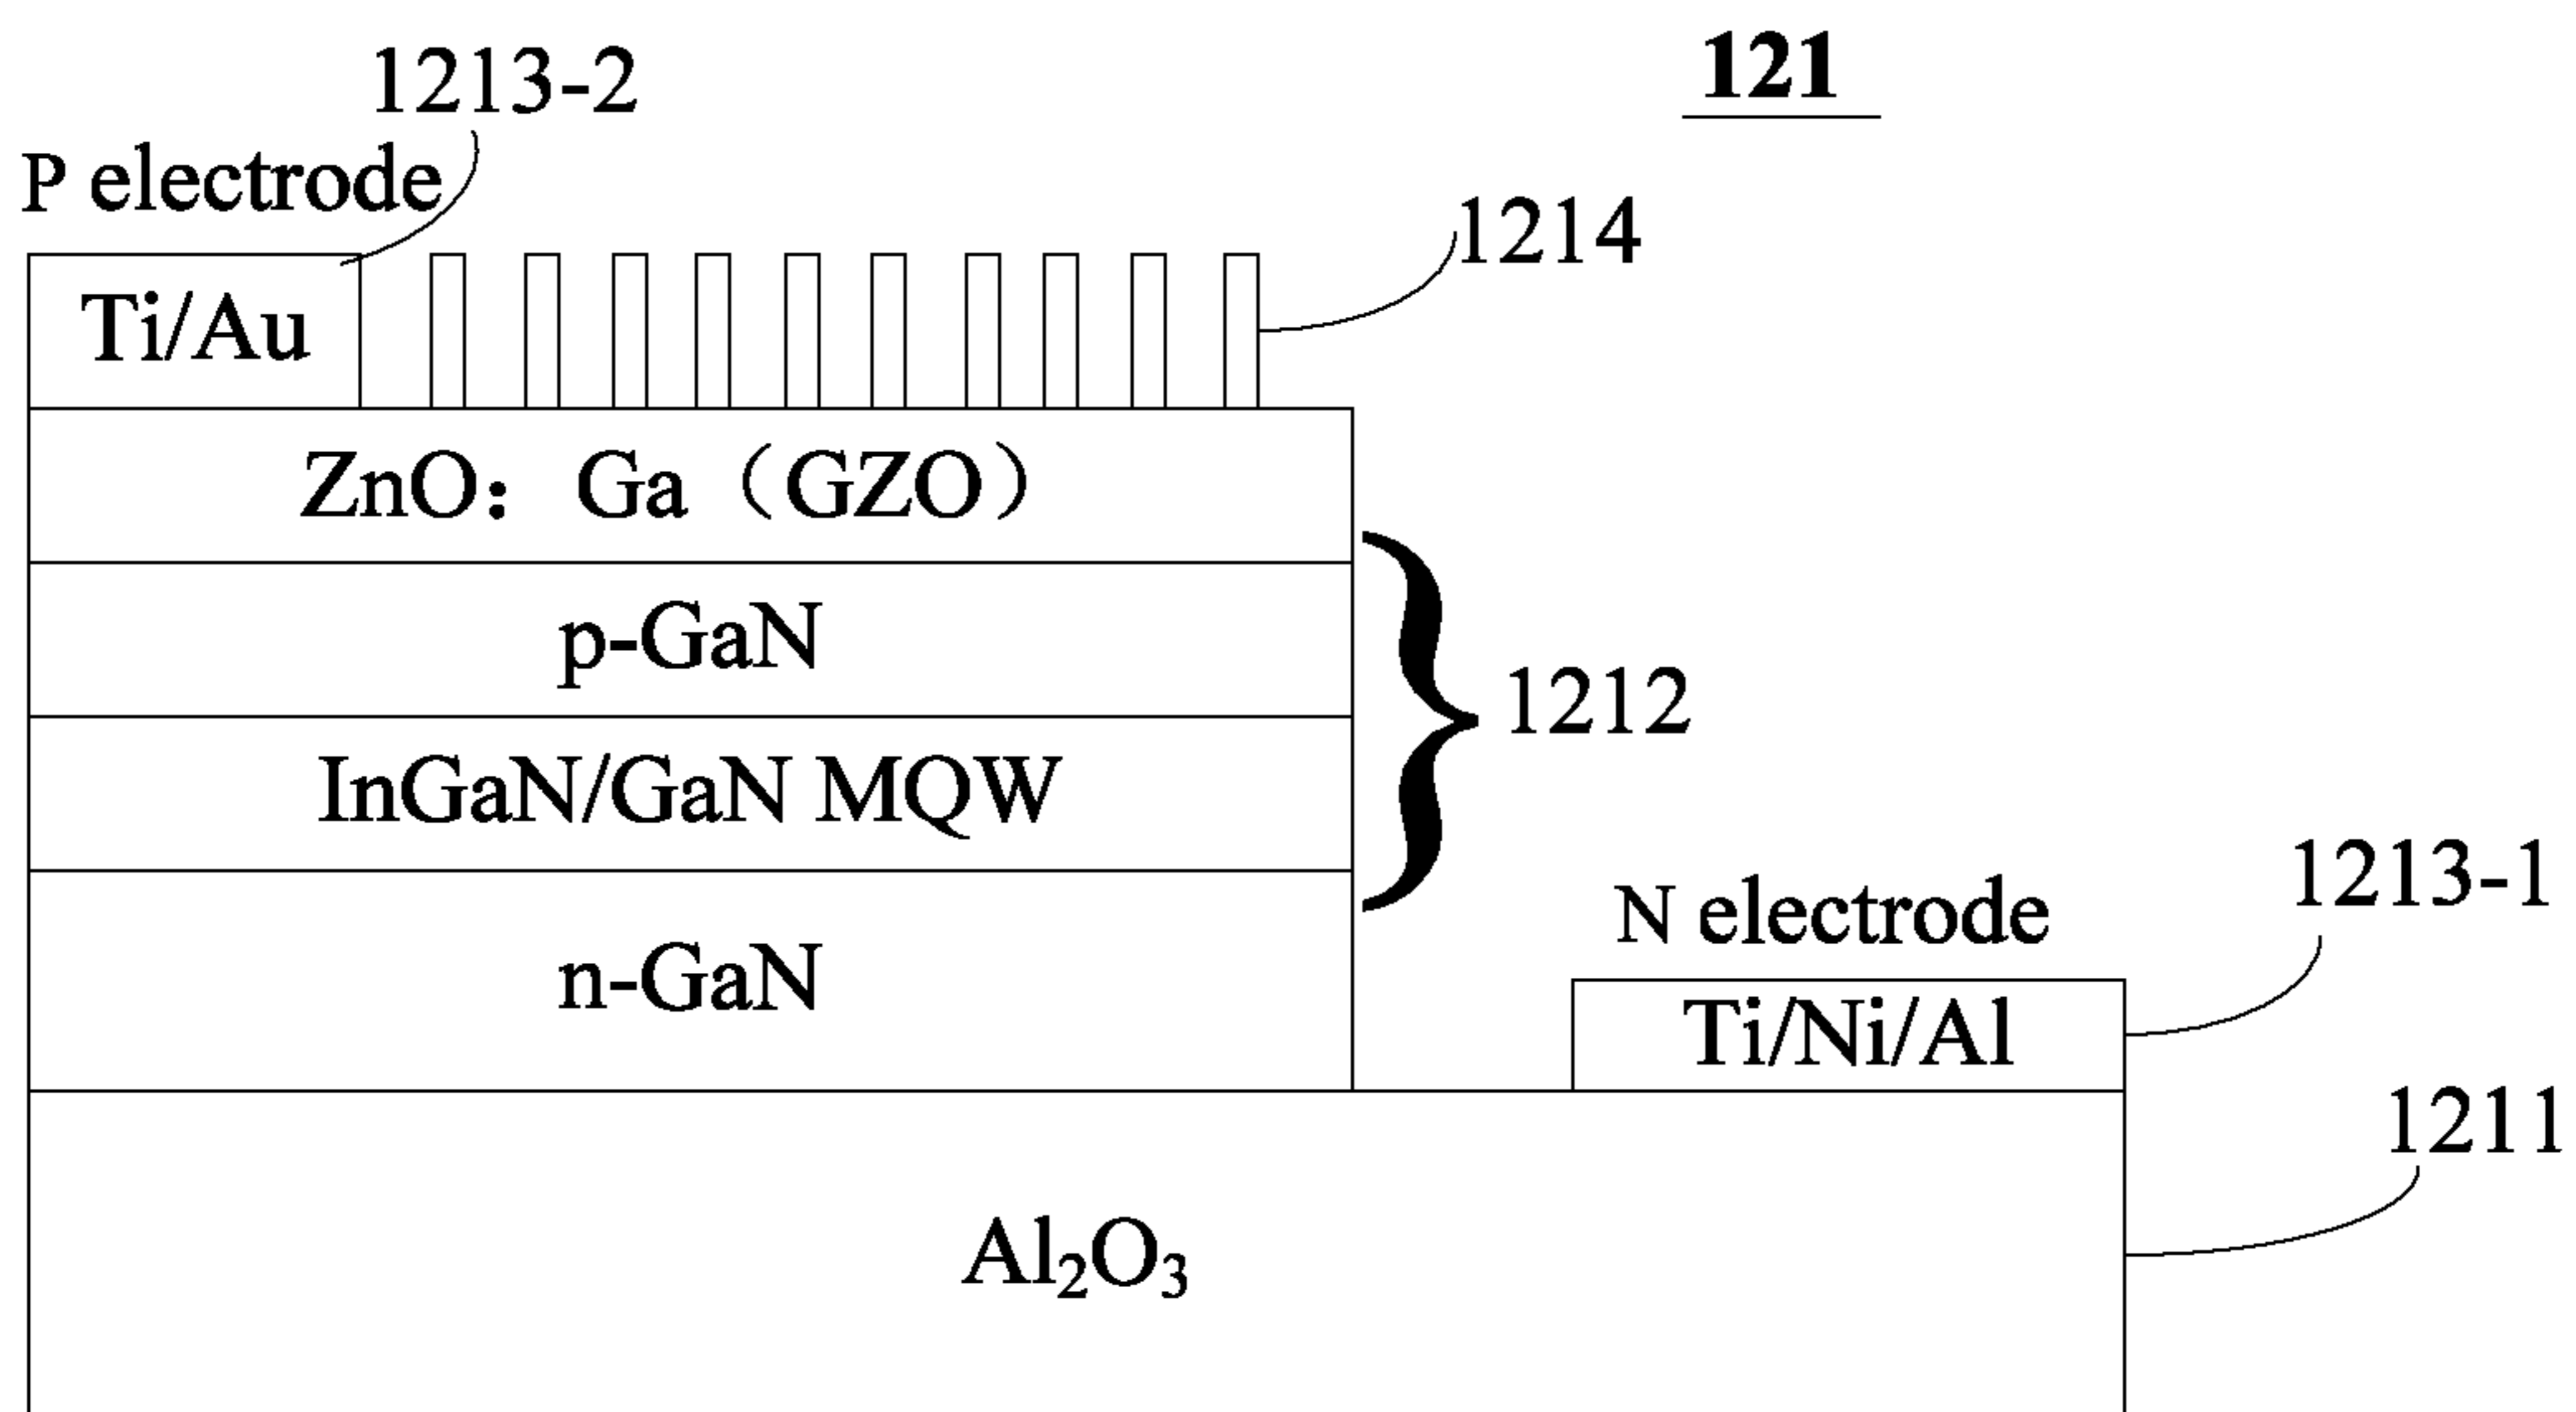 121
1213-2
P electrode
1214
Ti/Au
ZnO：Ga（GZO）
p-GaN
1212
InGaN/GaN MQW
1213-1
N electrode
n-GaN
Ti/Ni/Al
1211
Al₂O₃